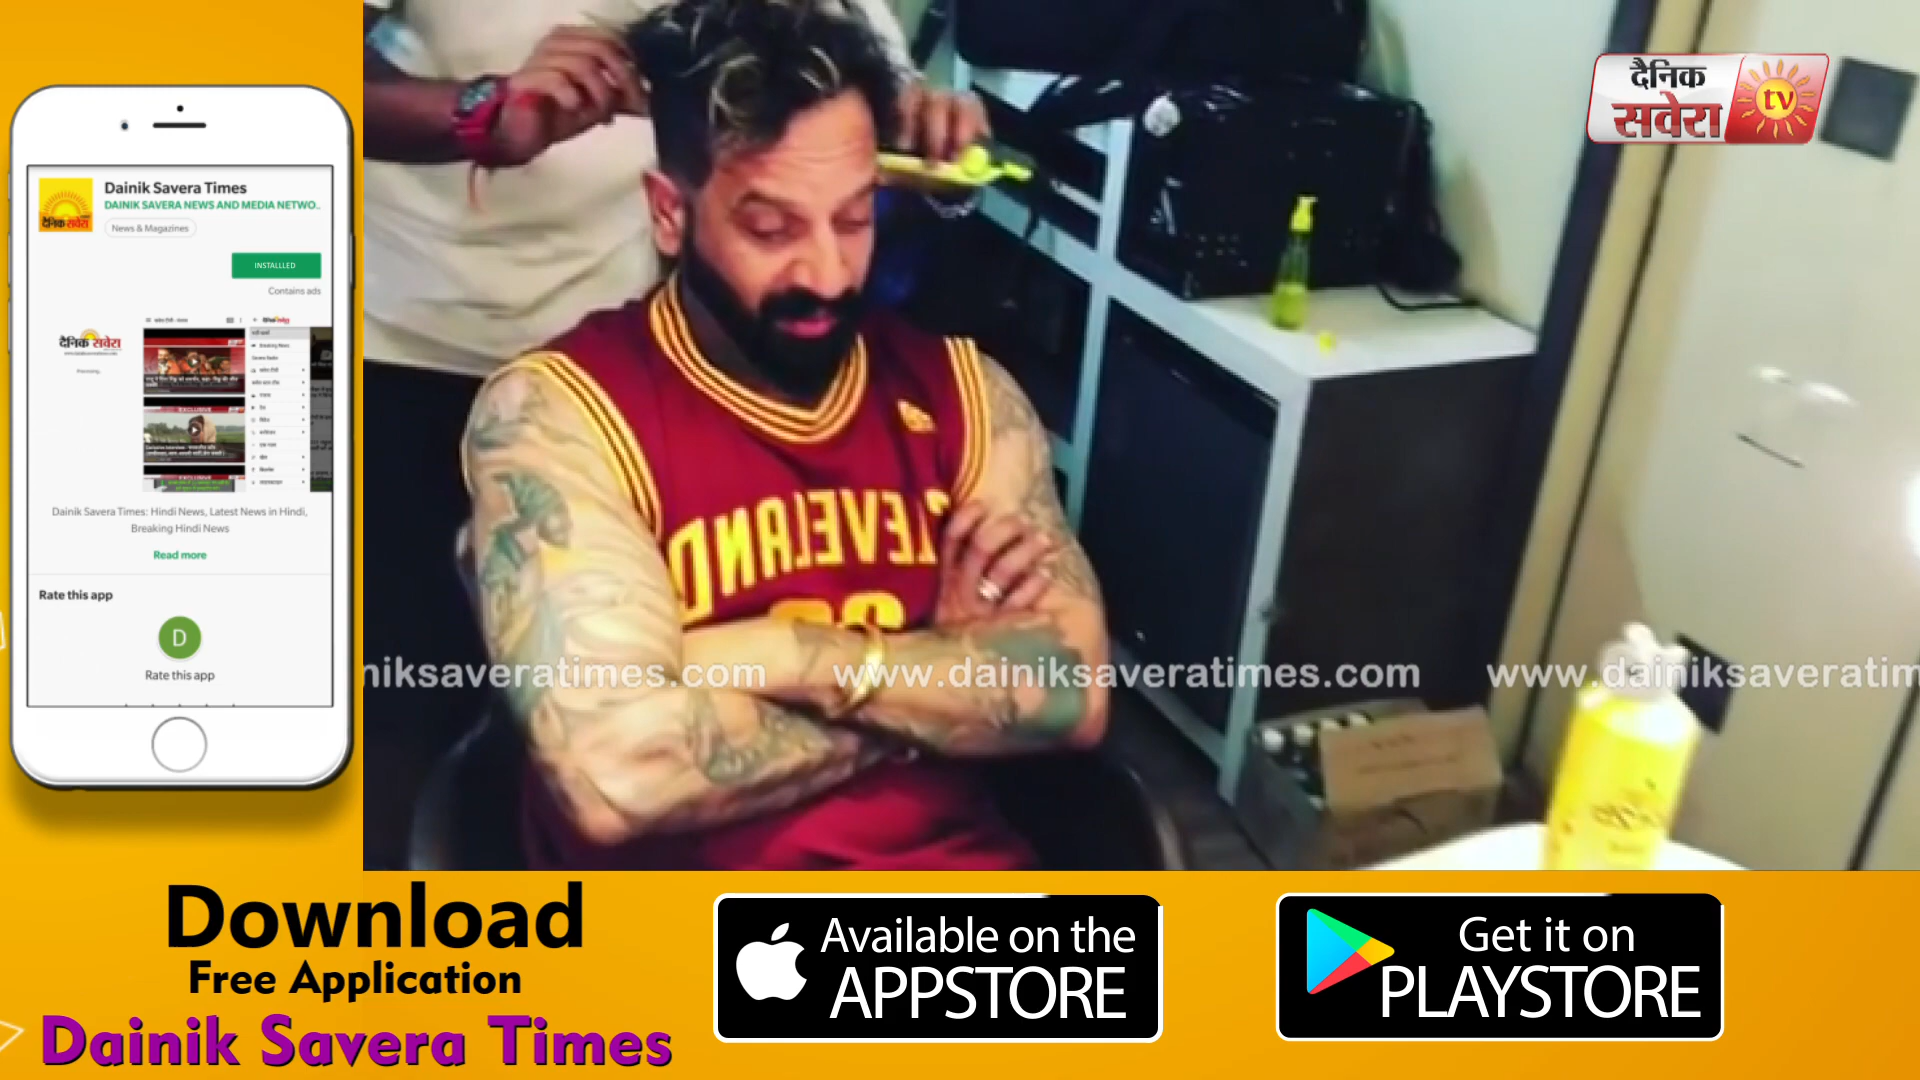 Dainik Savera Times
DAINIK SAVERA NEWS AND MEDIA NETWO..
News & Magazines
INSTALLLED
Contains ads
दैनिक सवेरा
Dainik Savera Times: Hindi News, Latest News in Hindi,
Breaking Hindi News
Read more
Rate this app
D
Rate this app
दैनिक
सवेरा
tv
CLEVELAND
niksaveratimes.com www.dainiksaveratimes.com www.dainiksaveratim
Download
Free Application
Dainik Savera Times
Available on the
APPSTORE
Get it on
PLAYSTORE